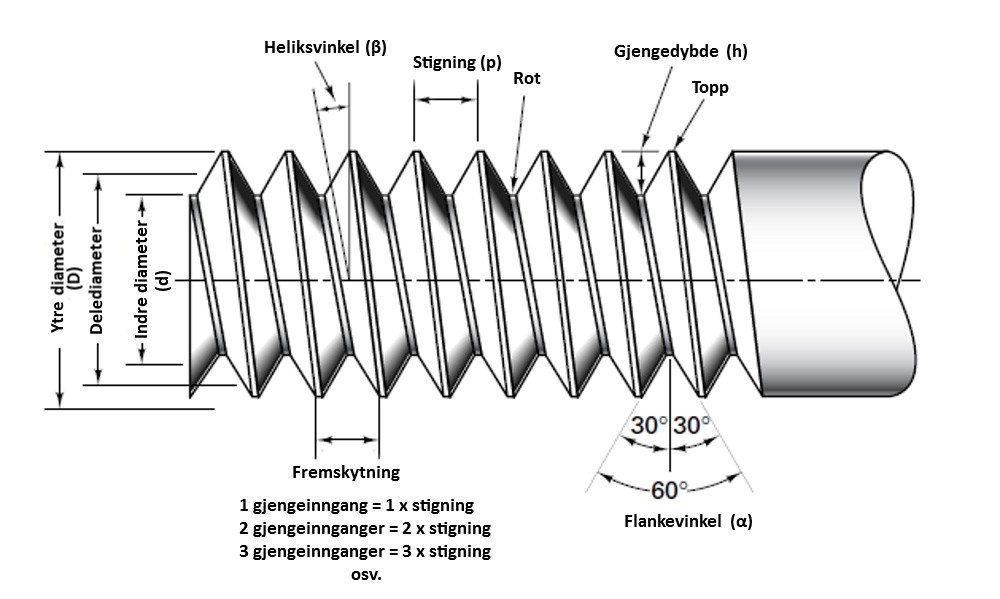 Heliksvinkel (β)
Stigning (p)
Rot
Gjengedybde (h)
Topp
Ytre diameter
(D)
Delediameter
Indre diameter
(d)
30° 30°
60°
Flankevinkel (α)
Fremskytning
1 gjengeinngang = 1 x stigning
2 gjengeinnganger = 2 x stigning
3 gjengeinnganger = 3 x stigning
osv.